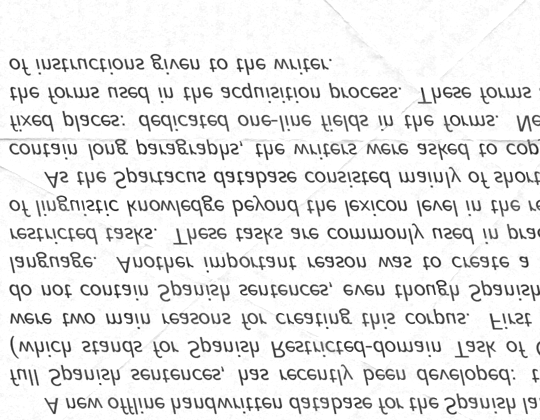 A new offline handwritten database for the Spanish la
full Spanish sentences, has recently been developed: t
(which stands for Spanish Restricted-domain Task of C
were two main reasons for creating this corpus. First
do not contain Spanish sentences, even though Spanish
language. Another important reason was to create a
restricted tasks. These tasks are commonly used in prac
of linguistic knowledge beyond the lexicon level in the re
As the Spartacus database consisted mainly of short
contain long paragraphs, the writers were asked to cop
fixed places: dedicated one-line fields in the forms. Ne
the forms used in the acquisition process. These forms
of instructions given to the writer.